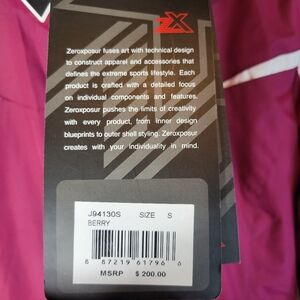 ZX
Zeroxposur fuses art with technical design
to construct apparel and accessories that
defines the extreme sports lifestyle. Each
product is crafted with a detailed focus
on individual components and features.
Zeroxposur pushes the limits of creativity
with every product, from inner design
blueprints to outer shell styling. Zeroxposur
creates with your individuality in mind.
J94130S SIZE S
BERRY
8 87219 61796 6
MSRP $ 200.00